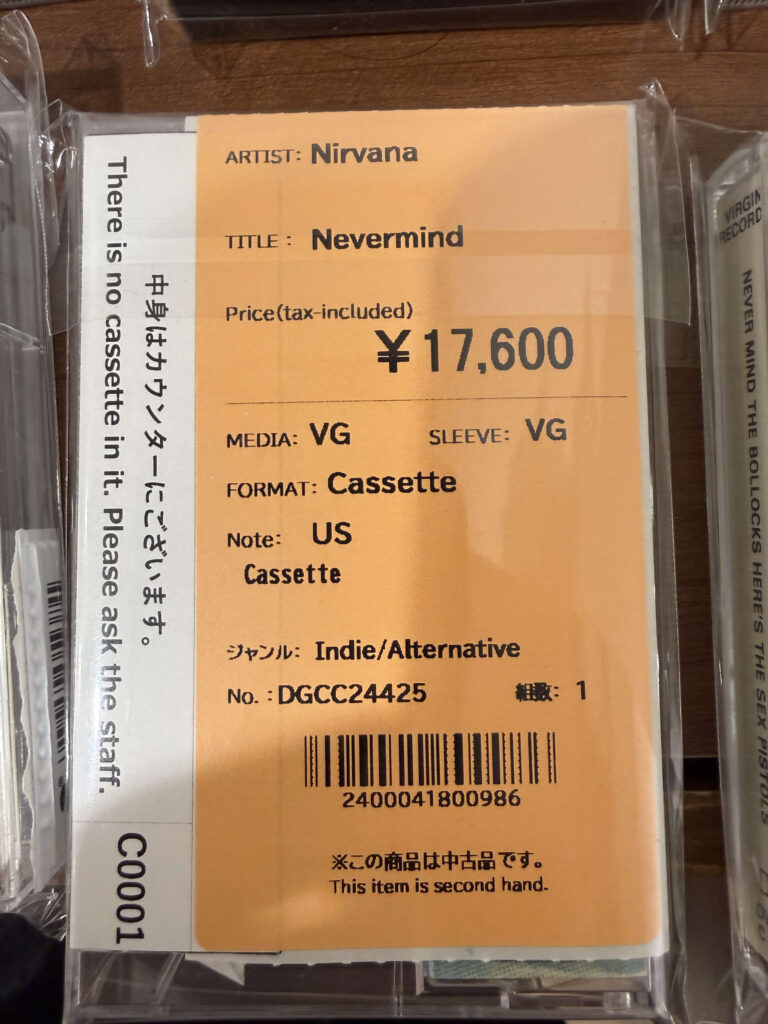 ARTIST: Nirvana
TITLE: Nevermind
Price(tax-included)
¥17,600
MEDIA: VG SLEEVE: VG
FORMAT: Cassette
Note: US
Cassette
ジャンル: Indie/Alternative
No.:DGCC24425 組数: 1
2400041800986
※この商品は中古品です。
This item is second hand.
中身はカウンターにございます。
There is no cassette in it. Please ask the staff.
C0001
VIRGIN
RECORD
NEVER MIND THE BOLLOCKS HERE'S THE SEX PISTOLS